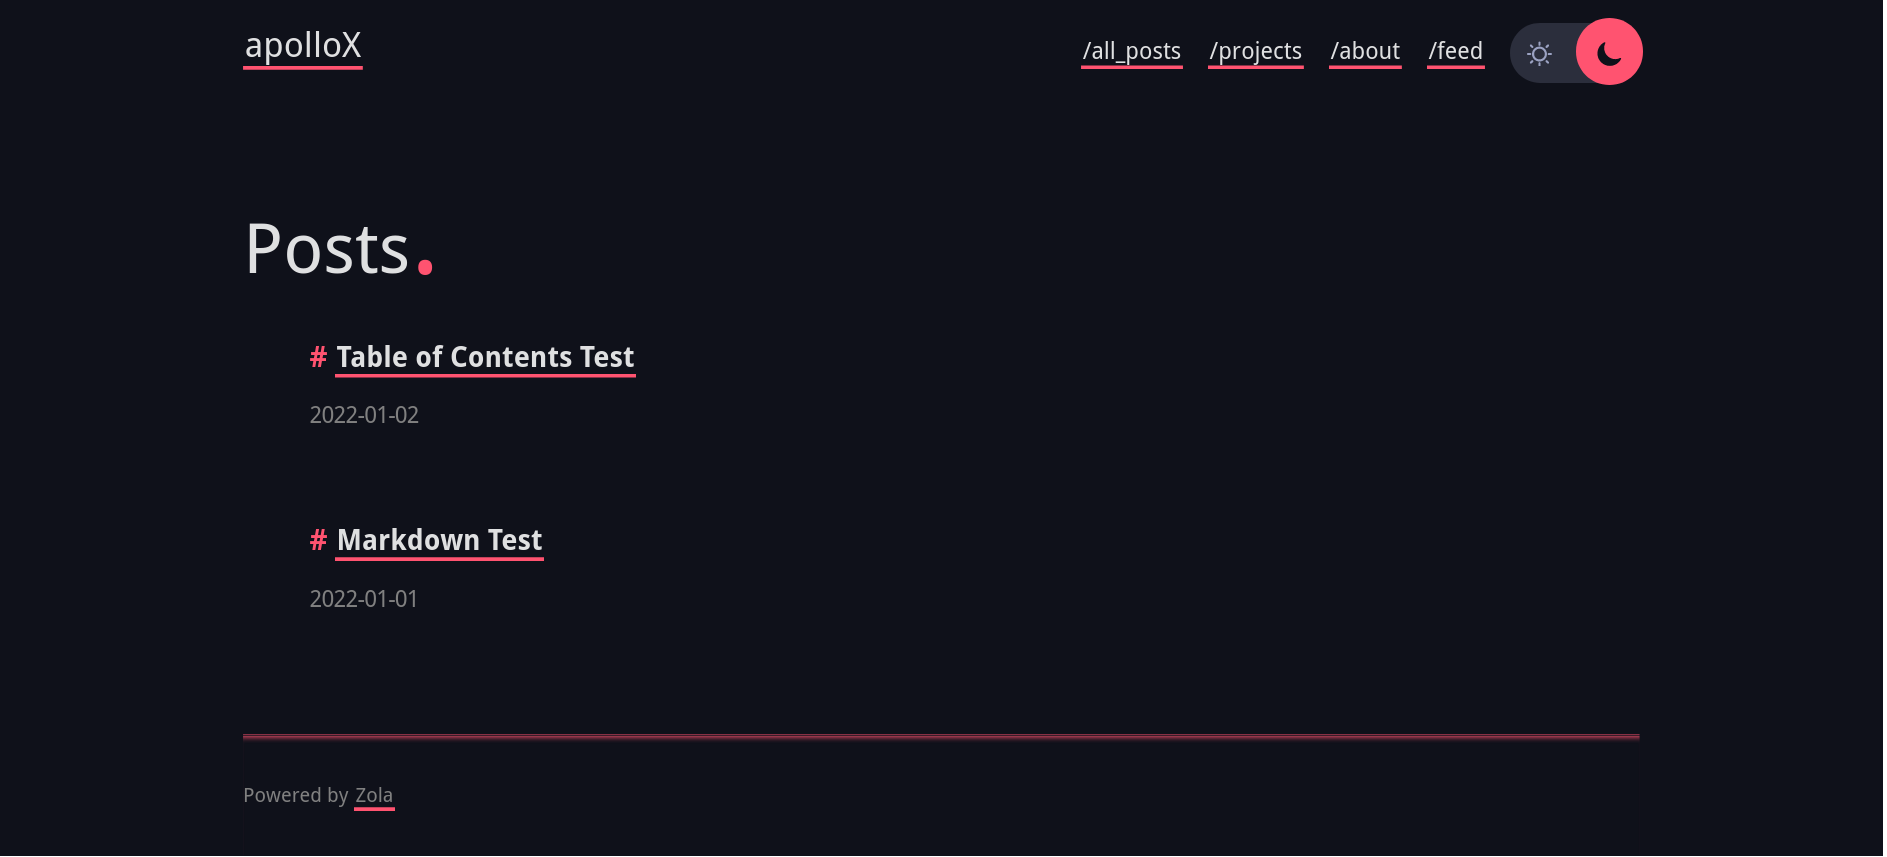 apolloX
/all_posts /projects /about /feed
Posts.
# Table of Contents Test
2022-01-02
# Markdown Test
2022-01-01
Powered by Zola